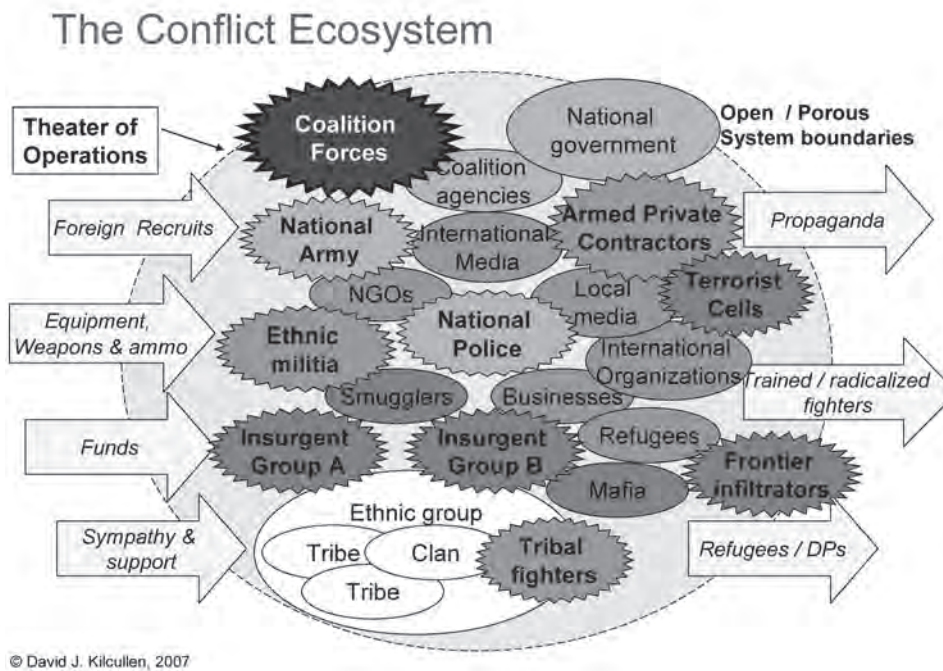 The Conflict Ecosystem
Theater of
Operations
Coalition
Forces
National
government
Open / Porous
System boundaries
Coalition
agencies
Foreign Recruits
National
Army
International
Media
Armed Private
Contractors
Propaganda
NGOs
Local
media
Terrorist
Cells
Equipment,
Weapons & ammo
Ethnic
militia
National
Police
International
Organizations
Trained / radicalized
fighters
Smugglers
Businesses
Funds
Insurgent
Group A
Insurgent
Group B
Refugees
Frontier
infiltrators
Mafia
Sympathy &
support
Ethnic group
Tribe
Clan
Tribe
Tribal
fighters
Refugees / DPs
© David J. Kilcullen, 2007